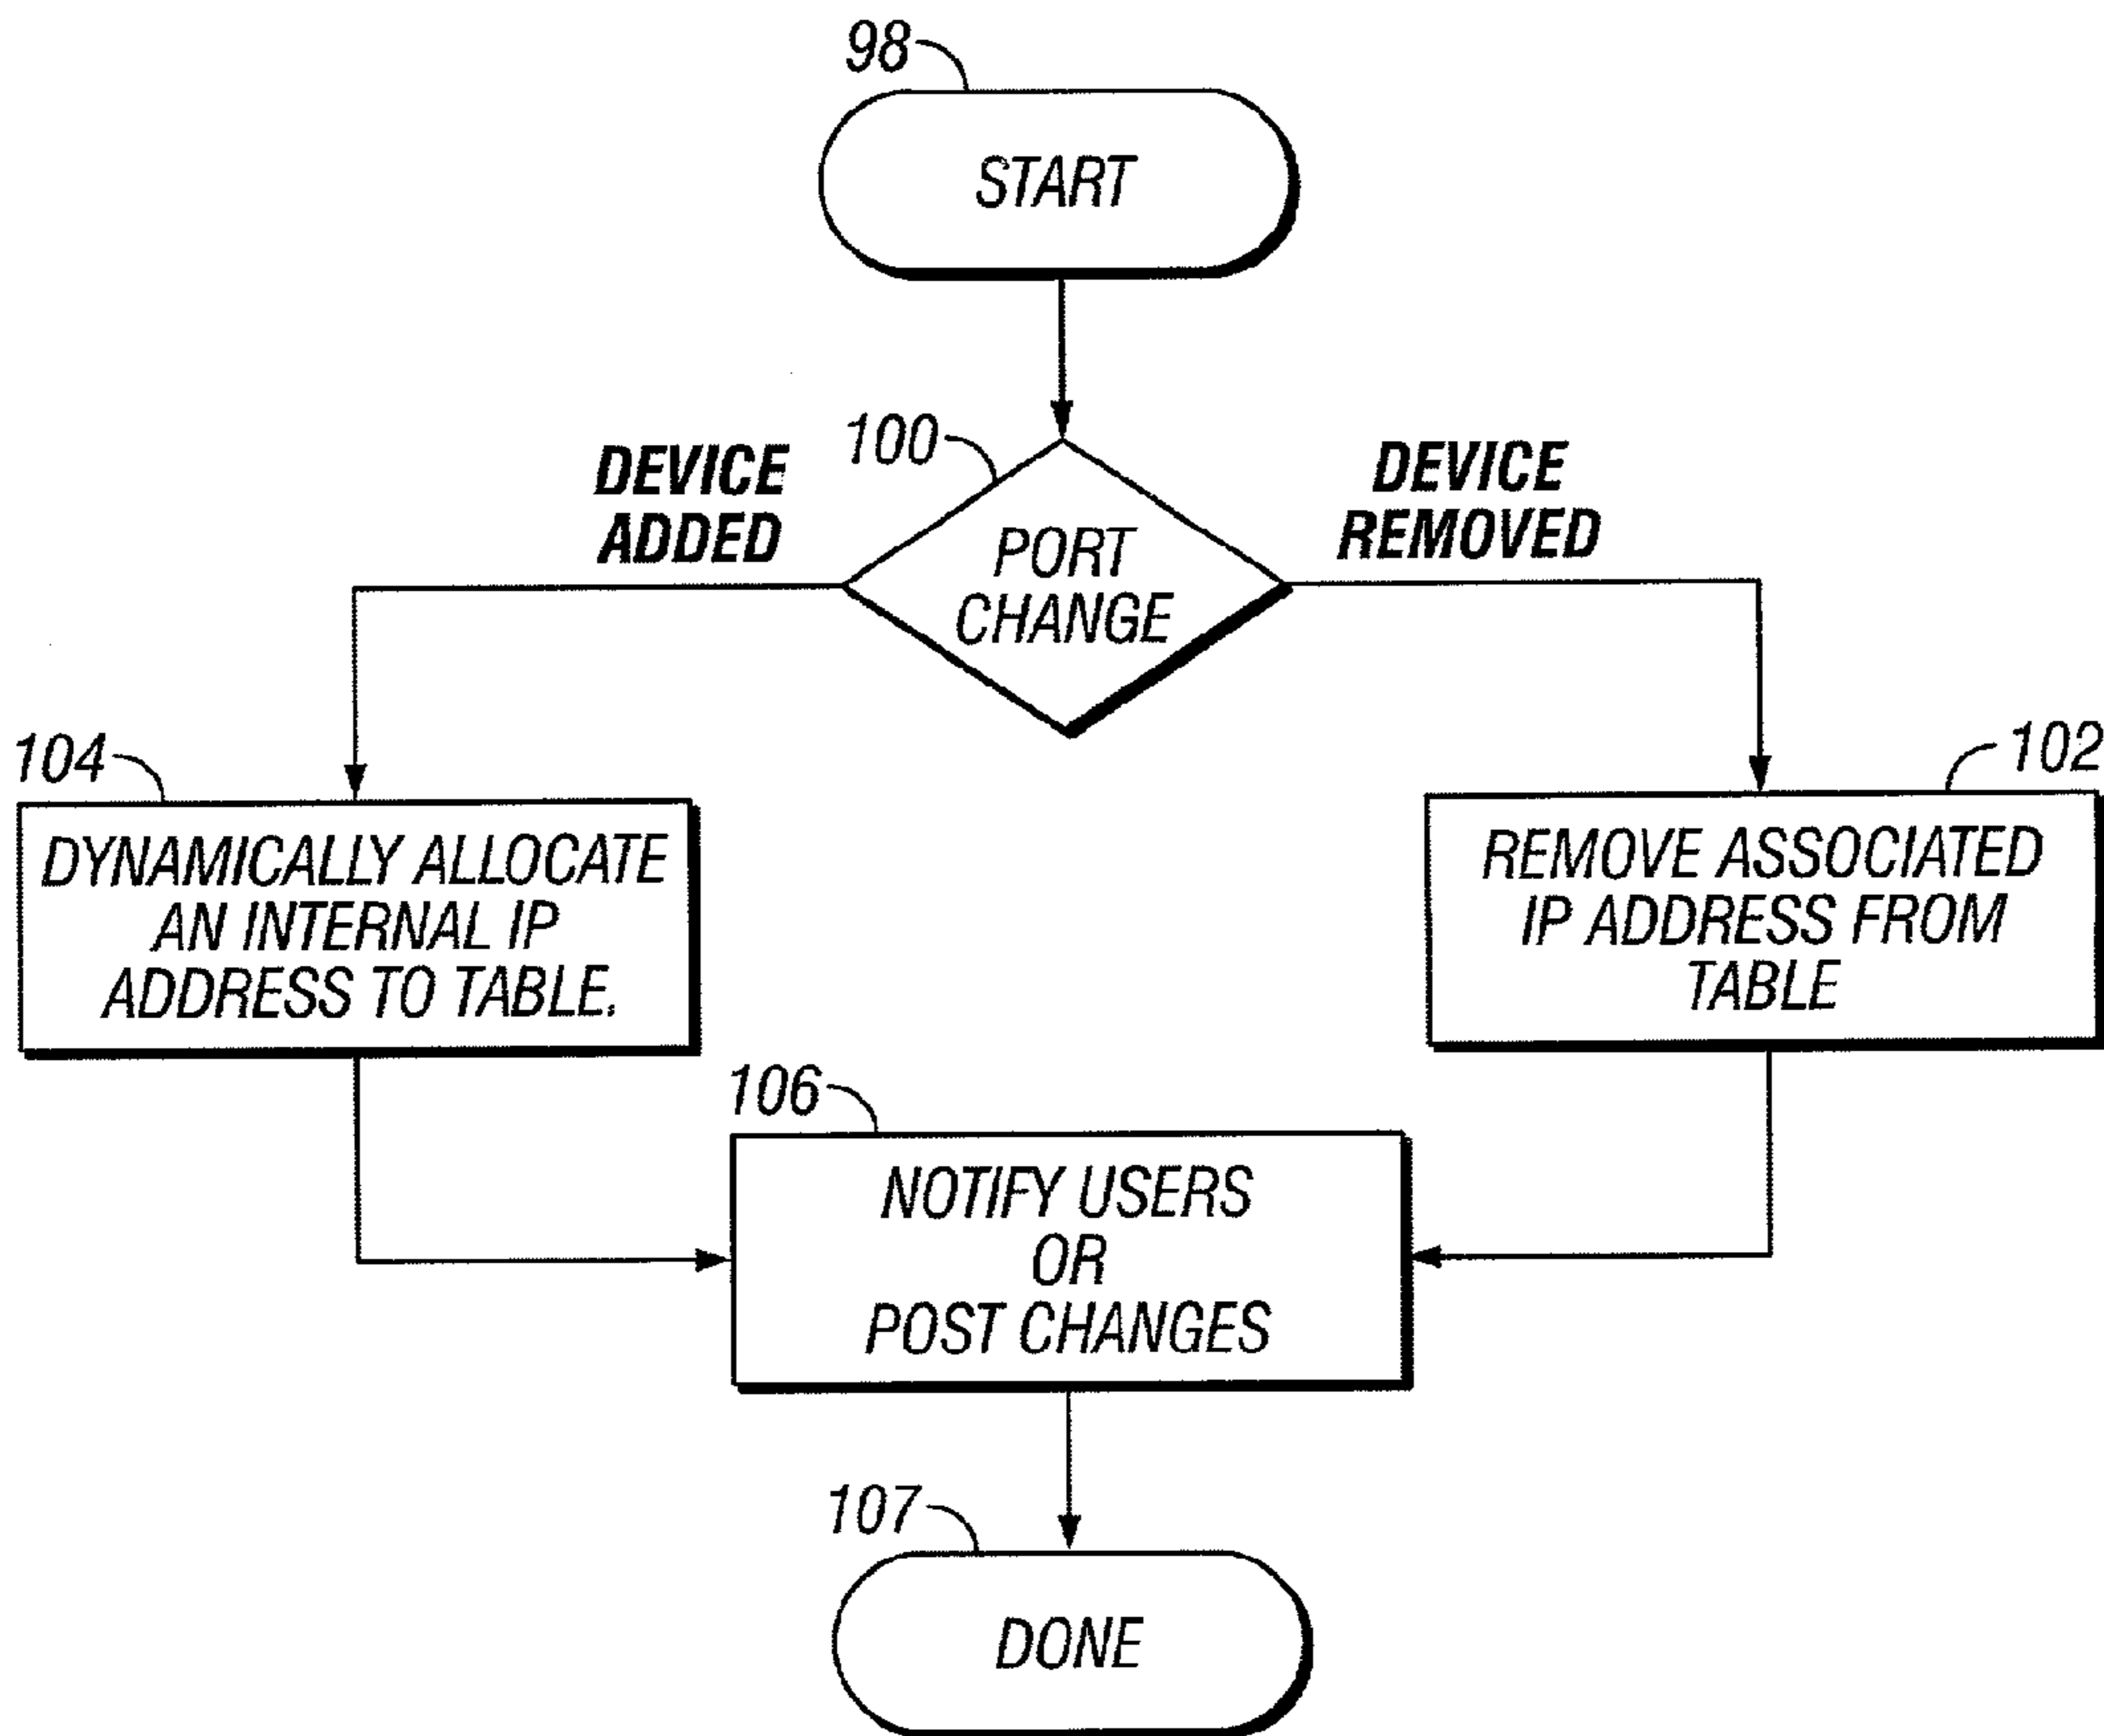 98
START
100
DEVICE
ADDED
PORT
CHANGE
DEVICE
REMOVED
104
DYNAMICALLY ALLOCATE
AN INTERNAL IP
ADDRESS TO TABLE.
102
REMOVE ASSOCIATED
IP ADDRESS FROM
TABLE
106
NOTIFY USERS
OR
POST CHANGES
107
DONE